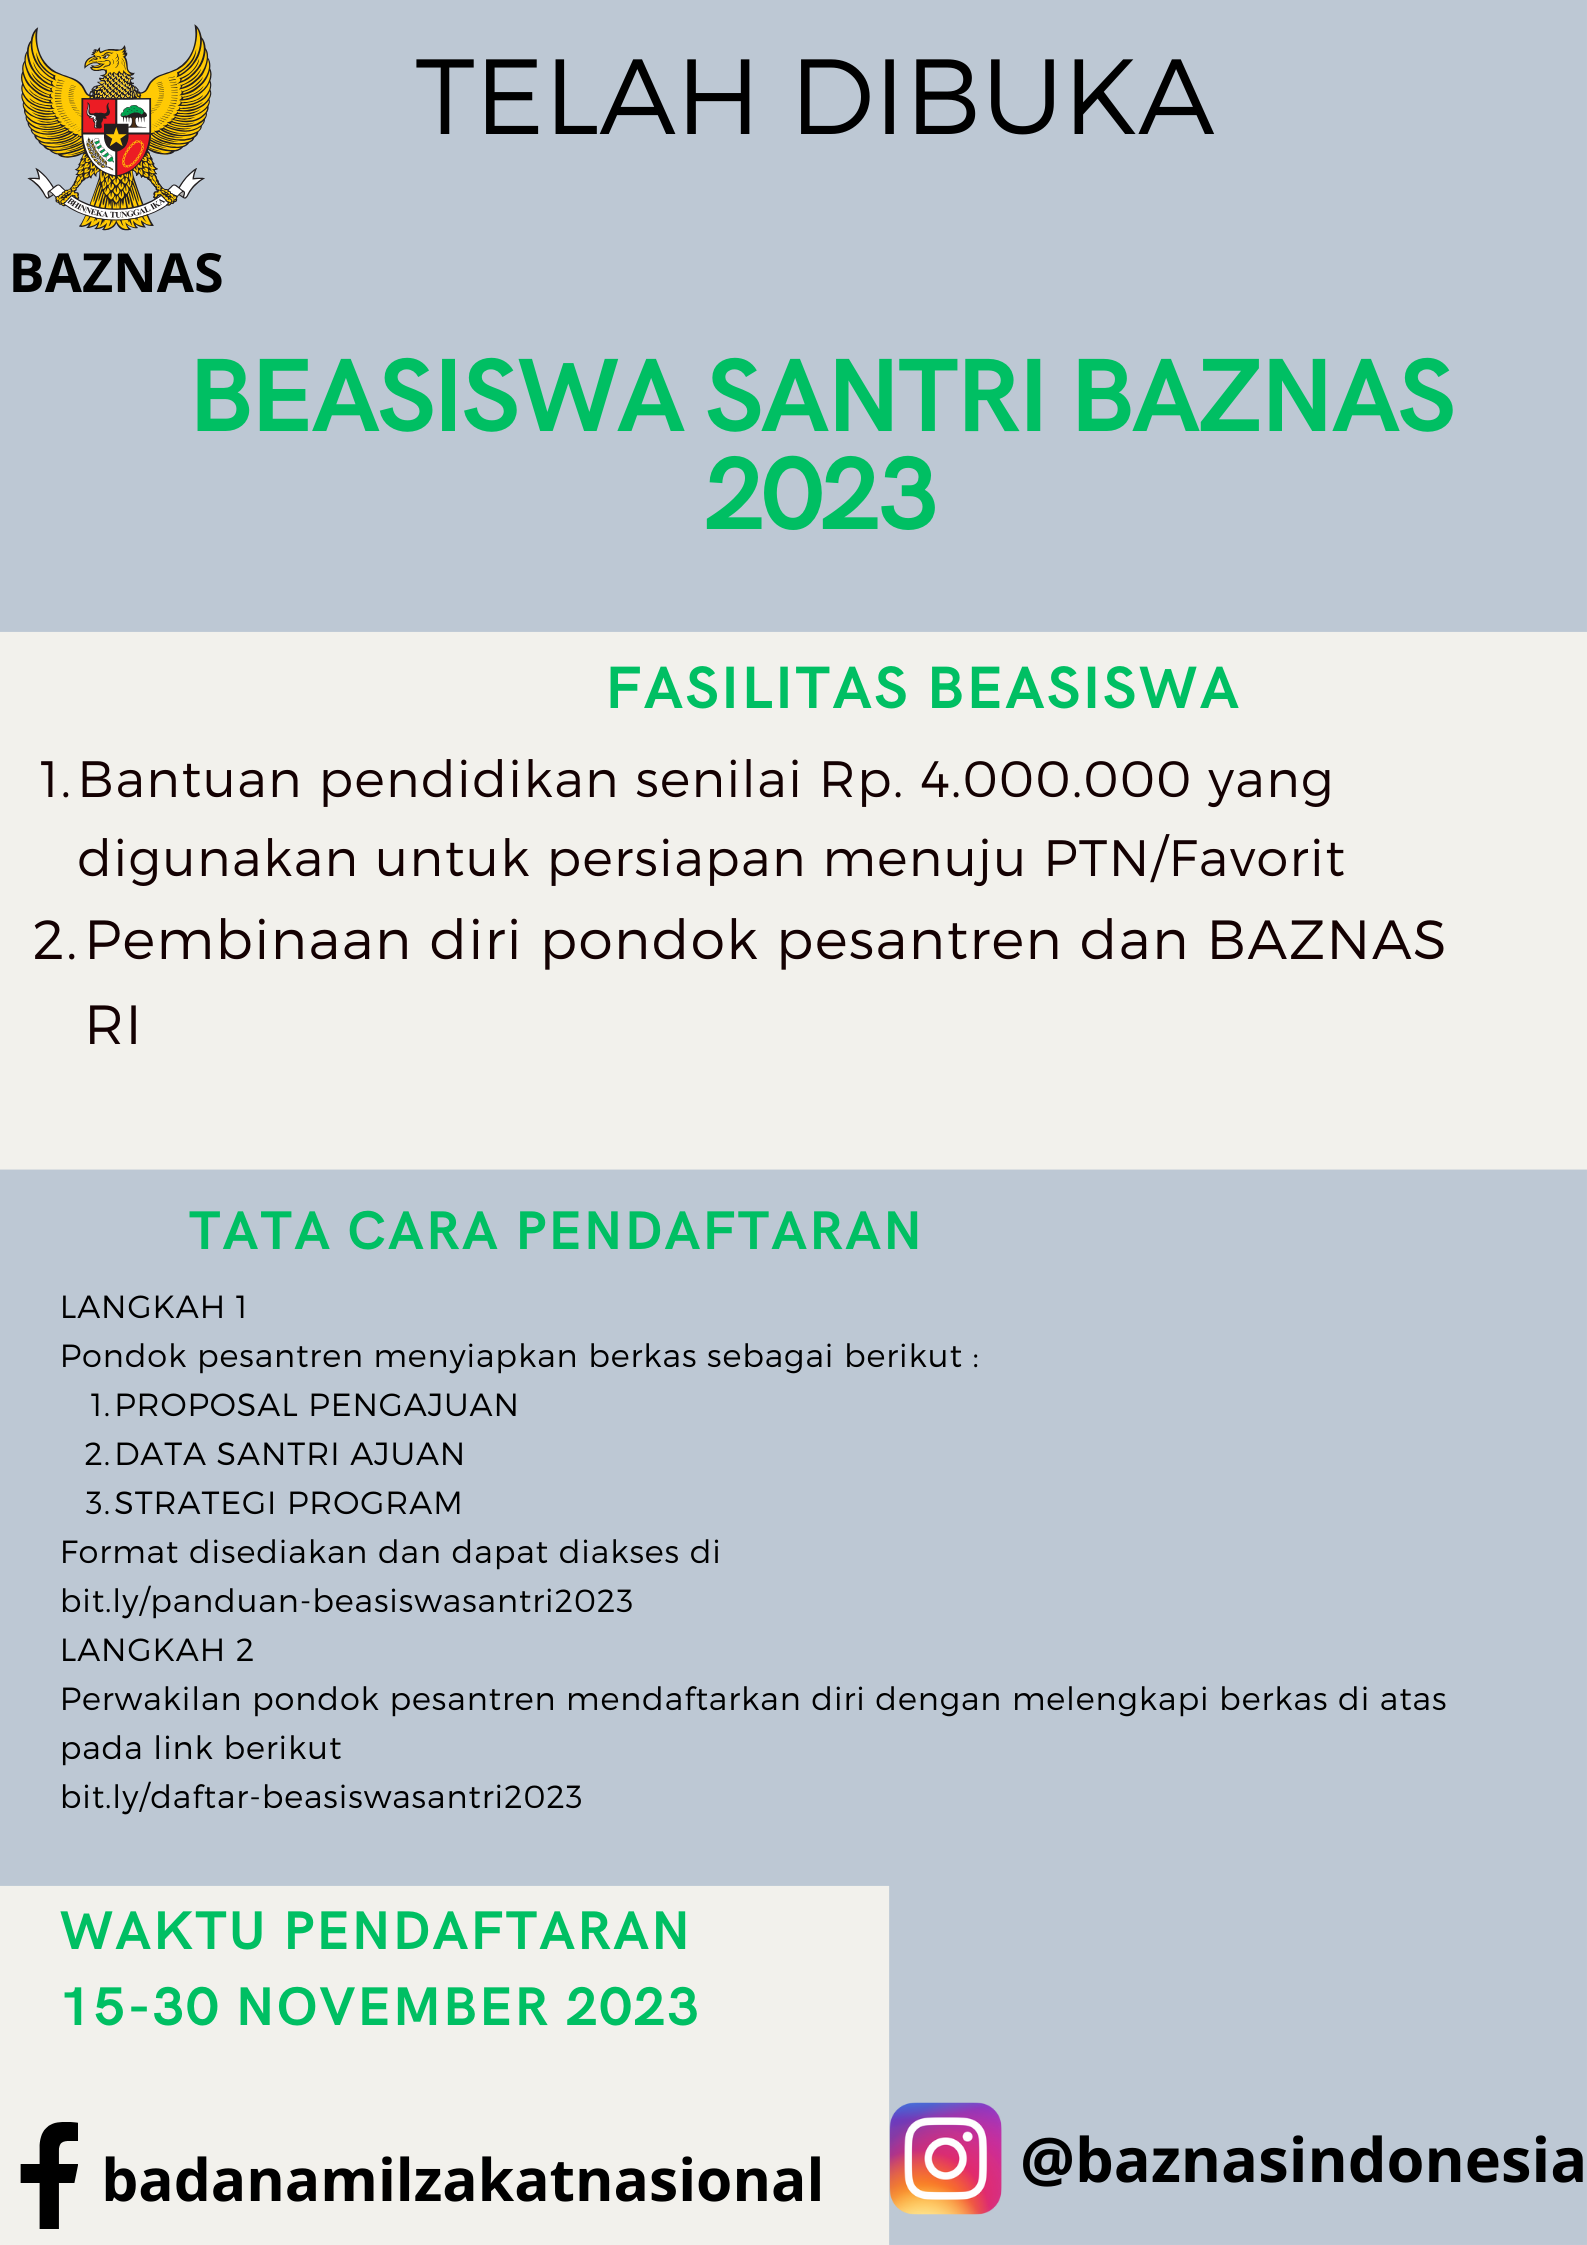 BHINNEKA TUNGGAL IKA
BAZNAS
TELAH DIBUKA
BEASISWA SANTRI BAZNAS
2023
FASILITAS BEASISWA
1. Bantuan pendidikan senilai Rp. 4.000.000 yang
digunakan untuk persiapan menuju PTN/Favorit
2. Pembinaan diri pondok pesantren dan BAZNAS
RI
TATA CARA PENDAFTARAN
LANGKAH 1
Pondok pesantren menyiapkan berkas sebagai berikut :
1. PROPOSAL PENGAJUAN
2. DATA SANTRI AJUAN
3. STRATEGI PROGRAM
Format disediakan dan dapat diakses di
bit.ly/panduan-beasiswasantri2023
LANGKAH 2
Perwakilan pondok pesantren mendaftarkan diri dengan melengkapi berkas di atas
pada link berikut
bit.ly/daftar-beasiswasantri2023
WAKTU PENDAFTARAN
15-30 NOVEMBER 2023
badanamilzakatnasional
@baznasindonesia